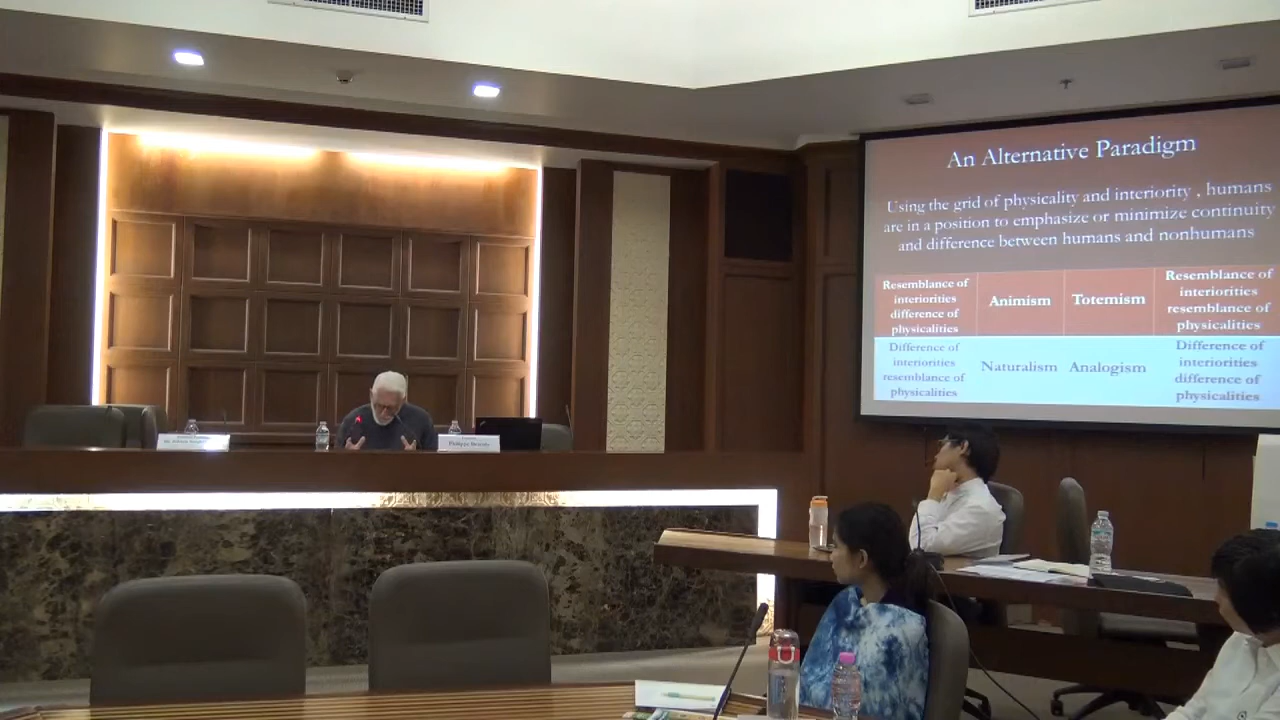 An Alternative Paradigm
Using the grid of physicality and interiority , humans
are in a position to emphasize or minimize continuity
and difference between humans and nonhumans
Resemblance of
interiorities
difference of
physicalities
Animism
Totemism
Resemblance of
interiorities
resemblance of
physicalities
Difference of
interiorities
resemblance of
physicalities
Naturalism
Analogism
Difference of
interiorities
difference of
physicalities
Philippe